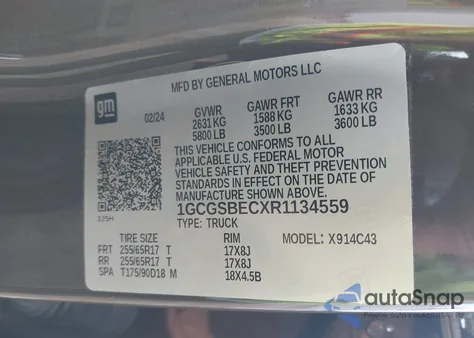 MFD BY GENERAL MOTORS LLC
gm
02/24
GVWR GAWR FRT GAWR RR
2631 KG 1588 KG 1633 KG
5800 LB 3500 LB 3600 LB
THIS VEHICLE CONFORMS TO ALL
APPLICABLE U.S. FEDERAL MOTOR
VEHICLE SAFETY AND THEFT PREVENTION
STANDARDS IN EFFECT ON THE DATE OF
MANUFACTURE SHOWN ABOVE.
1GCGSBECXR1134559
TYPE: TRUCK
335H
TIRE SIZE RIM MODEL: X914C43
FRT 255/65R17 T 17X8J
RR 255/65R17 T 17X8J
SPA T175/90D18 M 18X4.5B
autaSnap